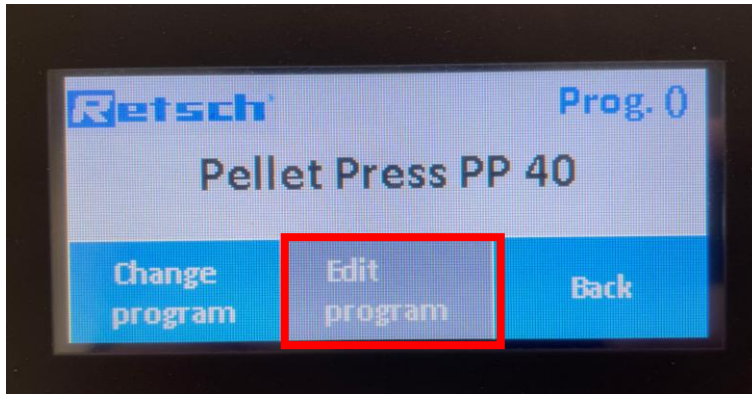 Retsch
Prog. 0
Pellet Press PP 40
Change
program
Edit
program
Back